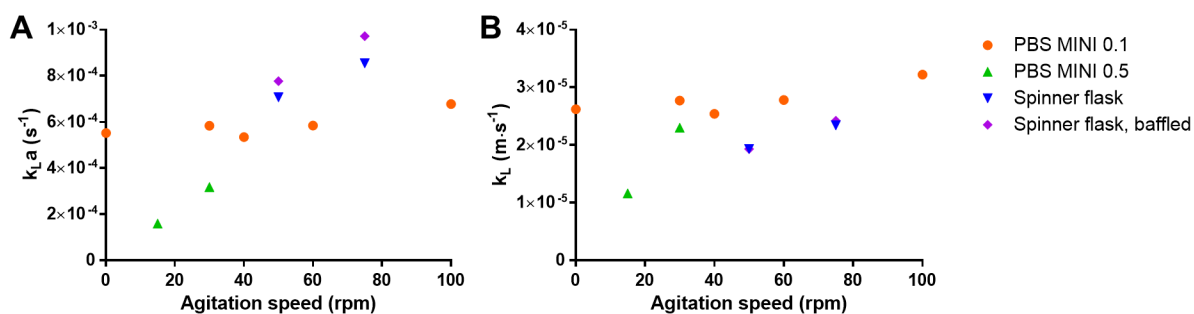 A
1×10⁻³
8×10⁻⁴
6×10⁻⁴
4×10⁻⁴
2×10⁻⁴
0
kLa (s⁻¹)
0 20 40 60 80 100
Agitation speed (rpm)
B
4×10⁻⁵
3×10⁻⁵
2×10⁻⁵
1×10⁻⁵
0
kL (m·s⁻¹)
0 20 40 60 80 100
Agitation speed (rpm)
PBS MINI 0.1
PBS MINI 0.5
Spinner flask
Spinner flask, baffled